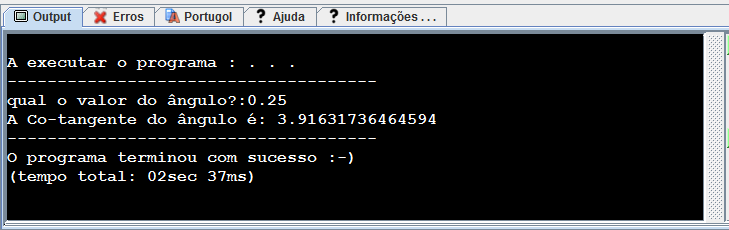 Output Erros Portugol Ajuda Informações . . .
A executar o programa : . . .
-------------------------------------
qual o valor do ângulo?:0.25
A Co-tangente do ângulo é: 3.91631736464594
-------------------------------------
O programa terminou com sucesso :-)
(tempo total: 02sec 37ms)